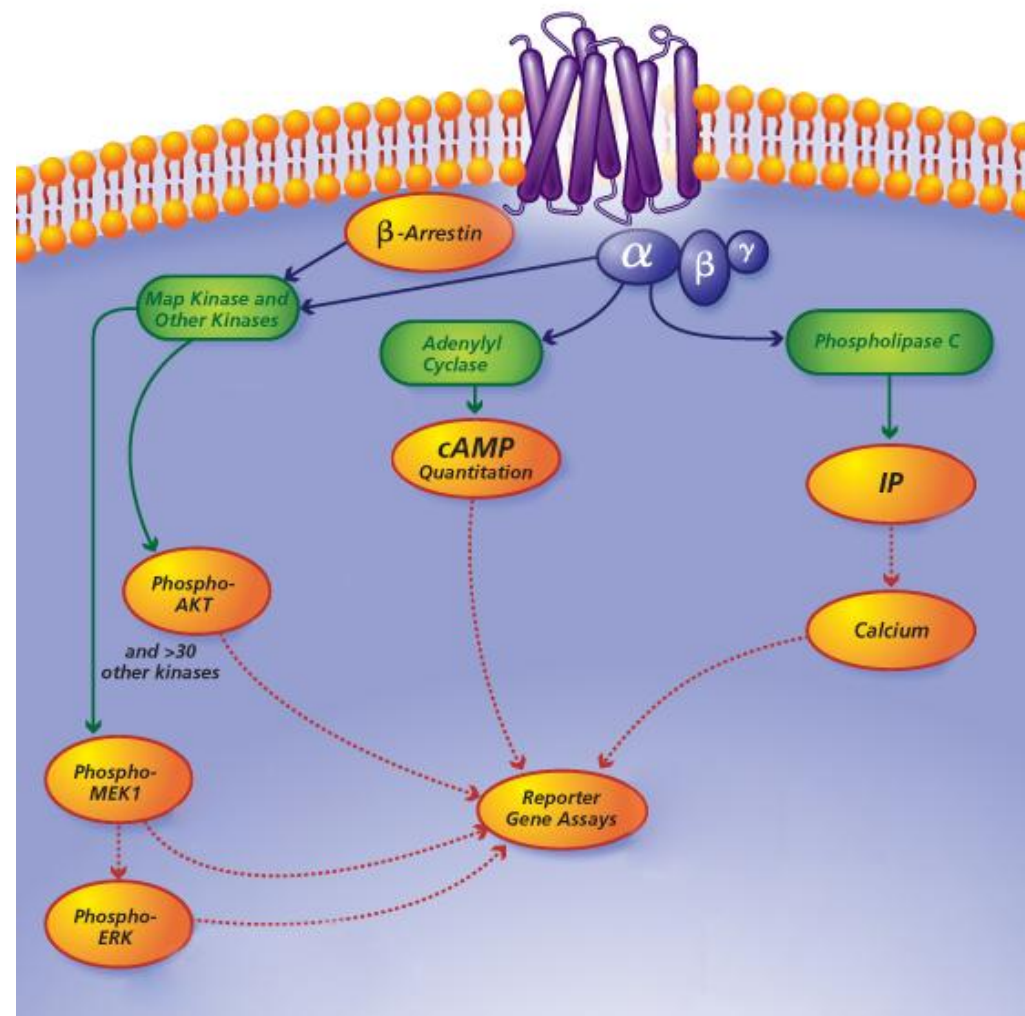 β-Arrestin
α
β
γ
Map Kinase and
Other Kinases
Adenylyl
Cyclase
Phospholipase C
cAMP
Quantitation
IP
Phospho-
AKT
and >30
other kinases
Calcium
Phospho-
MEK1
Reporter
Gene Assays
Phospho-
ERK